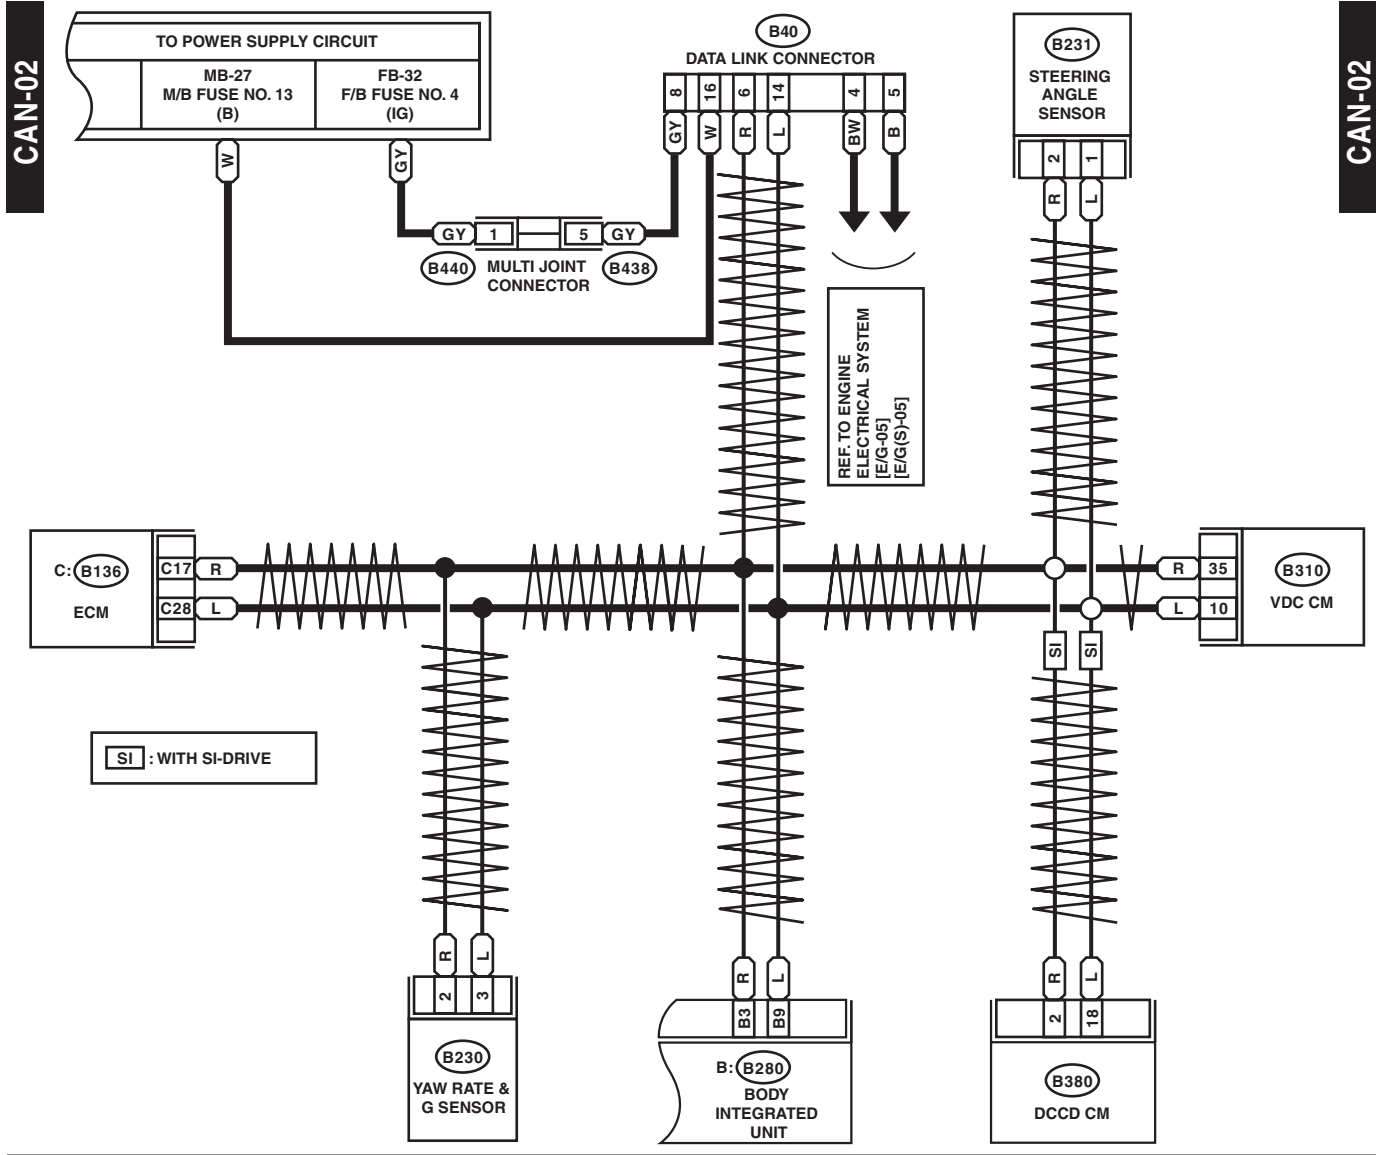 CAN-02
CAN-02
TO POWER SUPPLY CIRCUIT
MB-27
M/B FUSE NO. 13
(B)
FB-32
F/B FUSE NO. 4
(IG)
W
GY
GY
1
5
GY
B440
MULTI JOINT
CONNECTOR
B438
B40
DATA LINK CONNECTOR
8
16
6
14
4
5
GY
W
R
L
BW
B
REF. TO ENGINE
ELECTRICAL SYSTEM
[E/G-05]
[E/G(S)-05]
B231
STEERING
ANGLE
SENSOR
2
1
R
L
C: B136
ECM
C17
R
C28
L
R
35
L
10
B310
VDC CM
SI
SI
SI : WITH SI-DRIVE
R
L
2
3
B230
YAW RATE &
G SENSOR
R
L
B3
B9
B: B280
BODY
INTEGRATED
UNIT
R
L
2
18
B380
DCCD CM